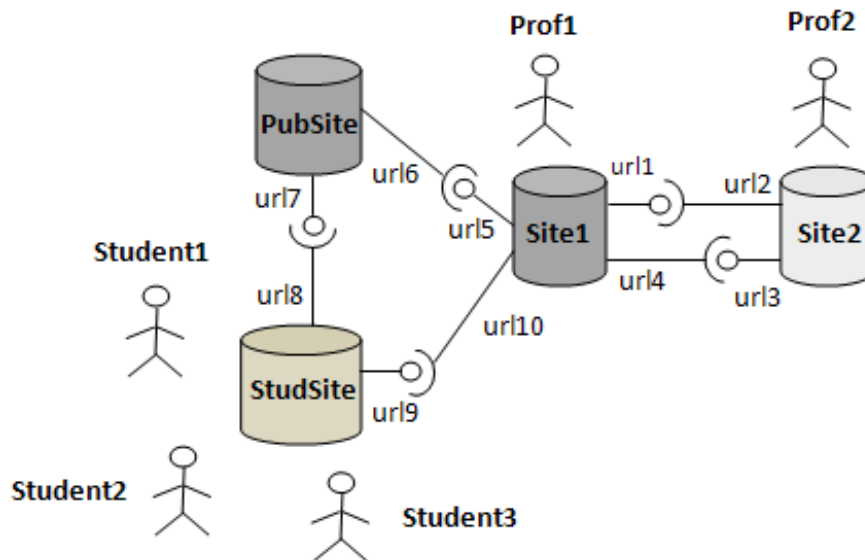 Prof1
Prof2
PubSite
url6
url7
url1
url2
url5
Site1
Site2
Student1
url4
url3
url8
url10
StudSite
url9
Student2
Student3